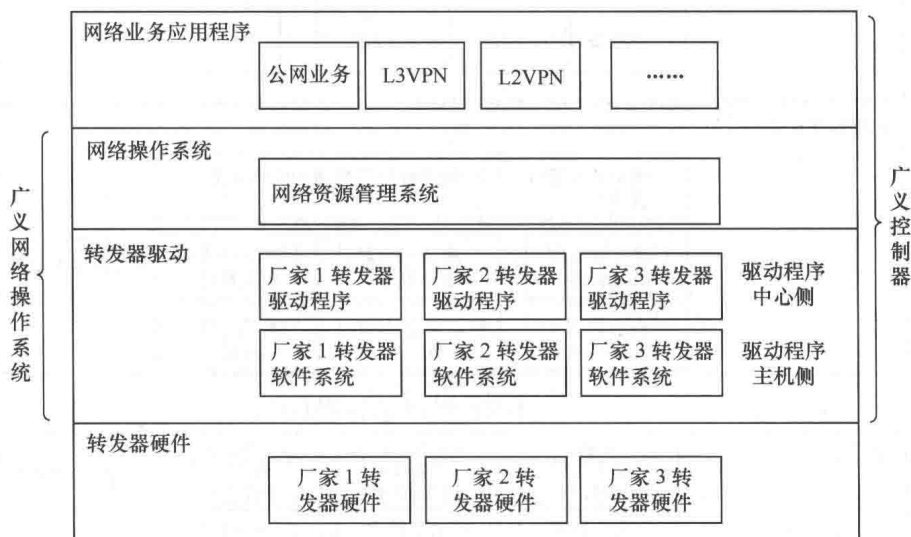 网络业务应用程序
公网业务
L3VPN
L2VPN
……
网络操作系统
网络资源管理系统
转发器驱动
厂家 1 转发器
驱动程序
厂家 2 转发器
驱动程序
厂家 3 转发器
驱动程序
驱动程序
中心侧
厂家 1 转发器
软件系统
厂家 2 转发器
软件系统
厂家 3 转发器
软件系统
驱动程序
主机侧
转发器硬件
厂家 1 转
发器硬件
厂家 2 转
发器硬件
厂家 3 转
发器硬件
广义网络操作系统
广义控制器